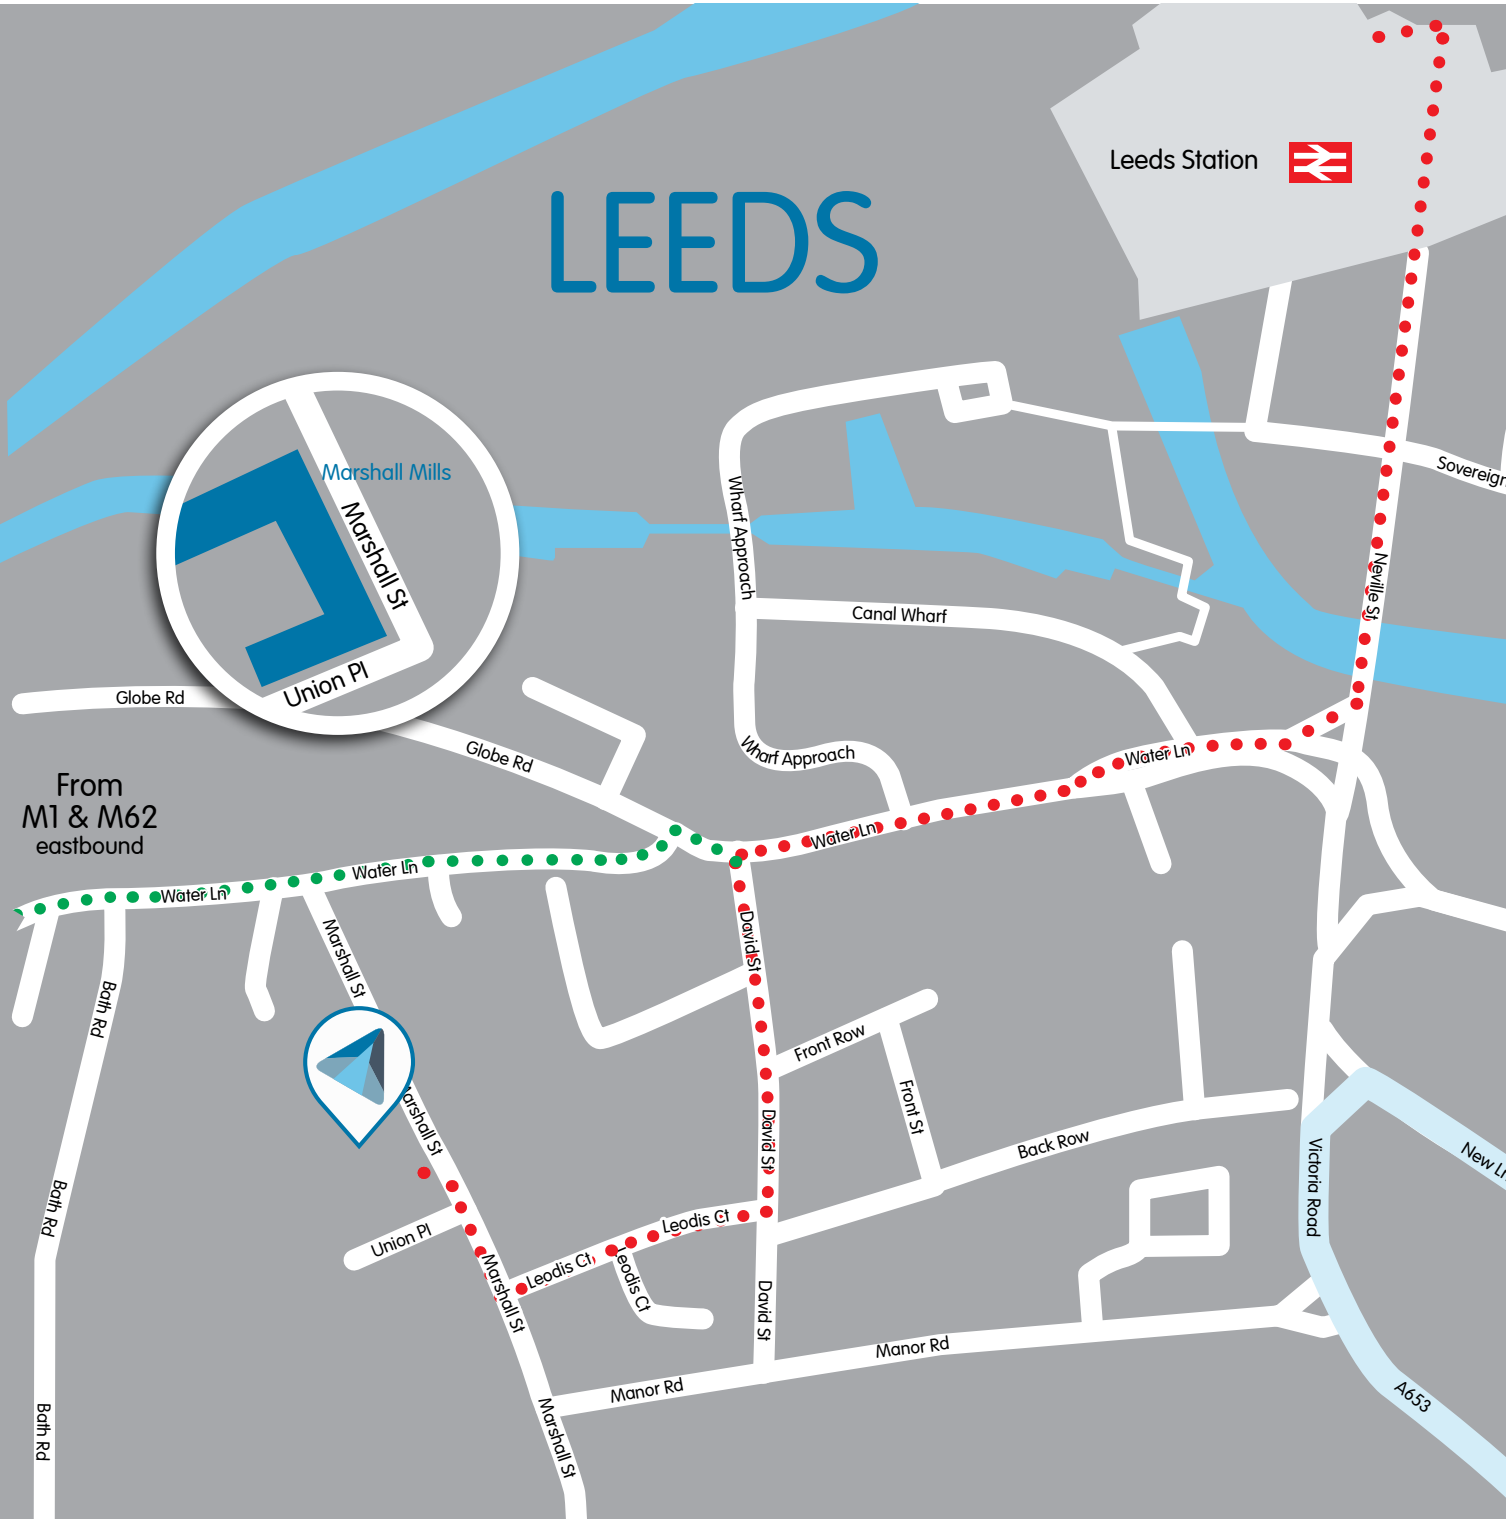 Leeds Station
LEEDS
Marshall Mills
Marshall St
Union Pl
Sovereign
Wharf Approach
Neville St
Canal Wharf
Globe Rd
Globe Rd
Wharf Approach
Water Ln
From
M1 & M62
eastbound
Water Ln
Water Ln
Water Ln
Marshall St
David St
Bath Rd
Front Row
Front St
Marshall St
David St
Back Row
Victoria Road
New Ln
Bath Rd
Union Pl
Leodis Ct
Leodis Ct
Leodis Ct
Marshall St
David St
Manor Rd
Manor Rd
A653
Bath Rd
Marshall St